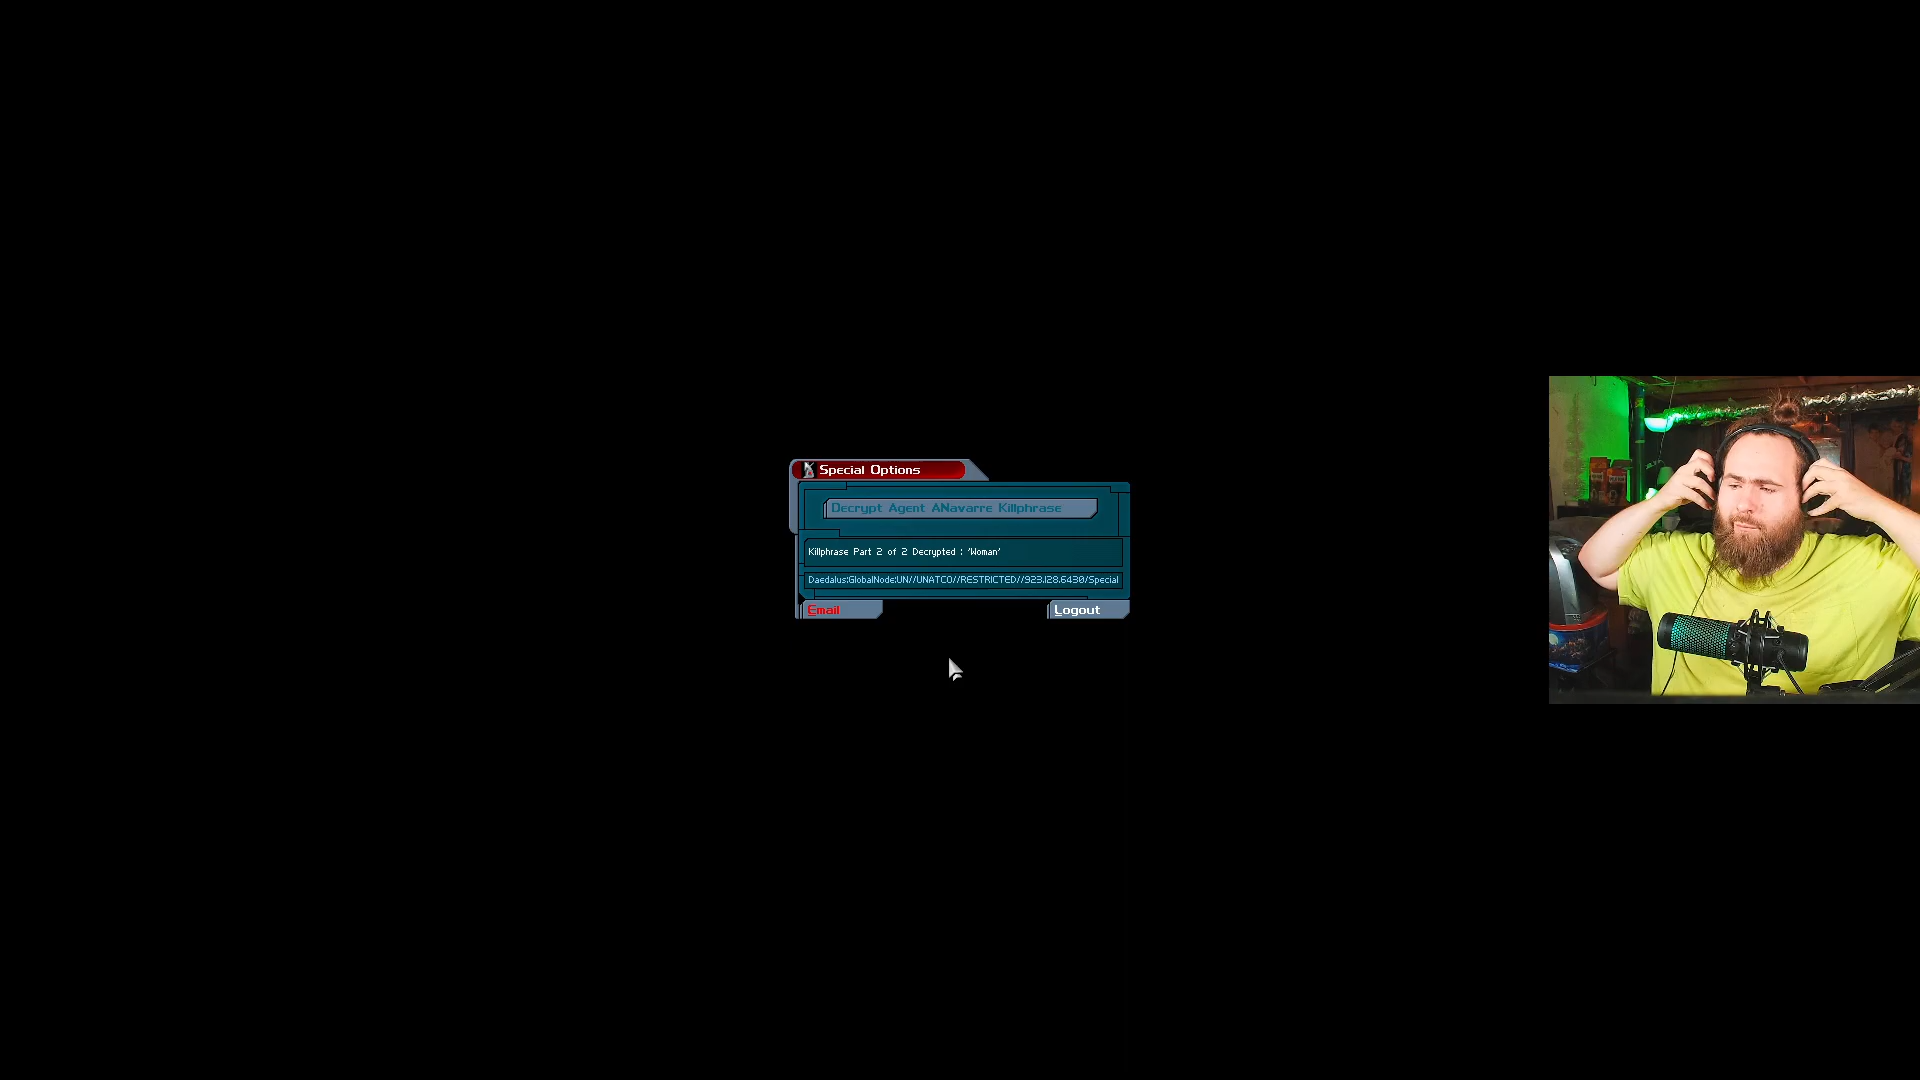 Special Options
Decrypt Agent ANavarre Killphrase
Killphrase Part 2 of 2 Decrypted : 'Woman'
Daedalus:GlobalNode:UN//UNATCO//RESTRICTED//923.128.6430/Special
Email
Logout